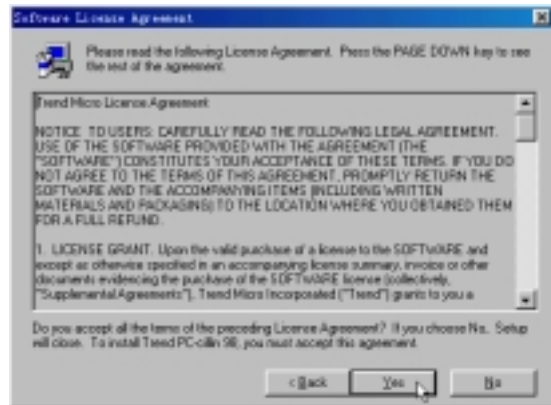 Software License Agreement
Please read the following License Agreement. Press the PAGE DOWN key to see
the rest of the agreement.
Trend Micro License Agreement
NOTICE TO USERS: CAREFULLY READ THE FOLLOWING LEGAL AGREEMENT.
USE OF THE SOFTWARE PROVIDED WITH THE AGREEMENT (THE
"SOFTWARE") CONSTITUTES YOUR ACCEPTANCE OF THESE TERMS. IF YOU DO
NOT AGREE TO THE TERMS OF THIS AGREEMENT, PROMPTLY RETURN THE
SOFTWARE AND THE ACCOMPANYING ITEMS (INCLUDING WRITTEN
MATERIALS AND PACKAGING) TO THE LOCATION WHERE YOU OBTAINED THEM
FOR A FULL REFUND.
1. LICENSE GRANT. Upon the valid purchase of a license to the SOFTWARE and
except as otherwise specified in an accompanying license summary, invoice or other
documents evidencing the purchase of the SOFTWARE license (collectively,
"Supplemental Agreements"), Trend Micro Incorporated ("Trend") grants to you a
Do you accept all the terms of the preceding License Agreement? If you choose No, Setup
will close. To install Trend PC-cillin 98, you must accept this agreement.
< Back Yes No